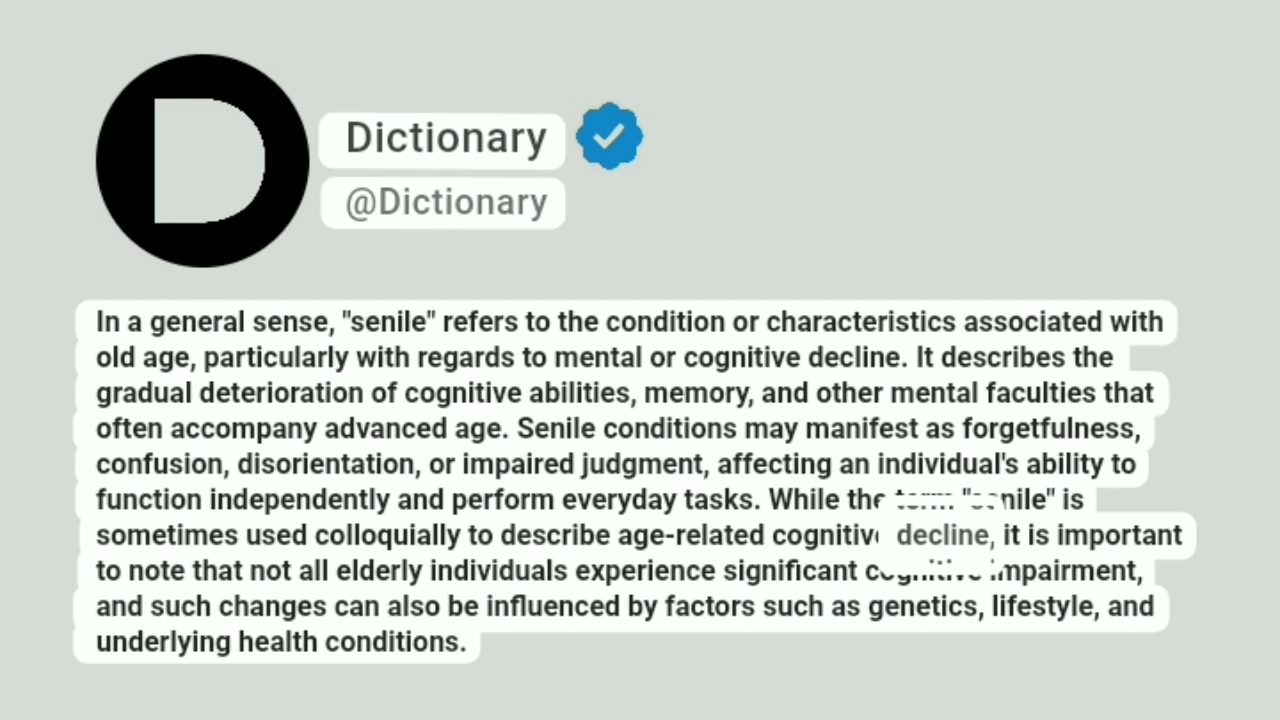 Dictionary
@Dictionary
In a general sense, "senile" refers to the condition or characteristics associated with
old age, particularly with regards to mental or cognitive decline. It describes the
gradual deterioration of cognitive abilities, memory, and other mental faculties that
often accompany advanced age. Senile conditions may manifest as forgetfulness,
confusion, disorientation, or impaired judgment, affecting an individual's ability to
function independently and perform everyday tasks. While the term "senile" is
sometimes used colloquially to describe age-related cognitive decline, it is important
to note that not all elderly individuals experience significant cognitive impairment,
and such changes can also be influenced by factors such as genetics, lifestyle, and
underlying health conditions.